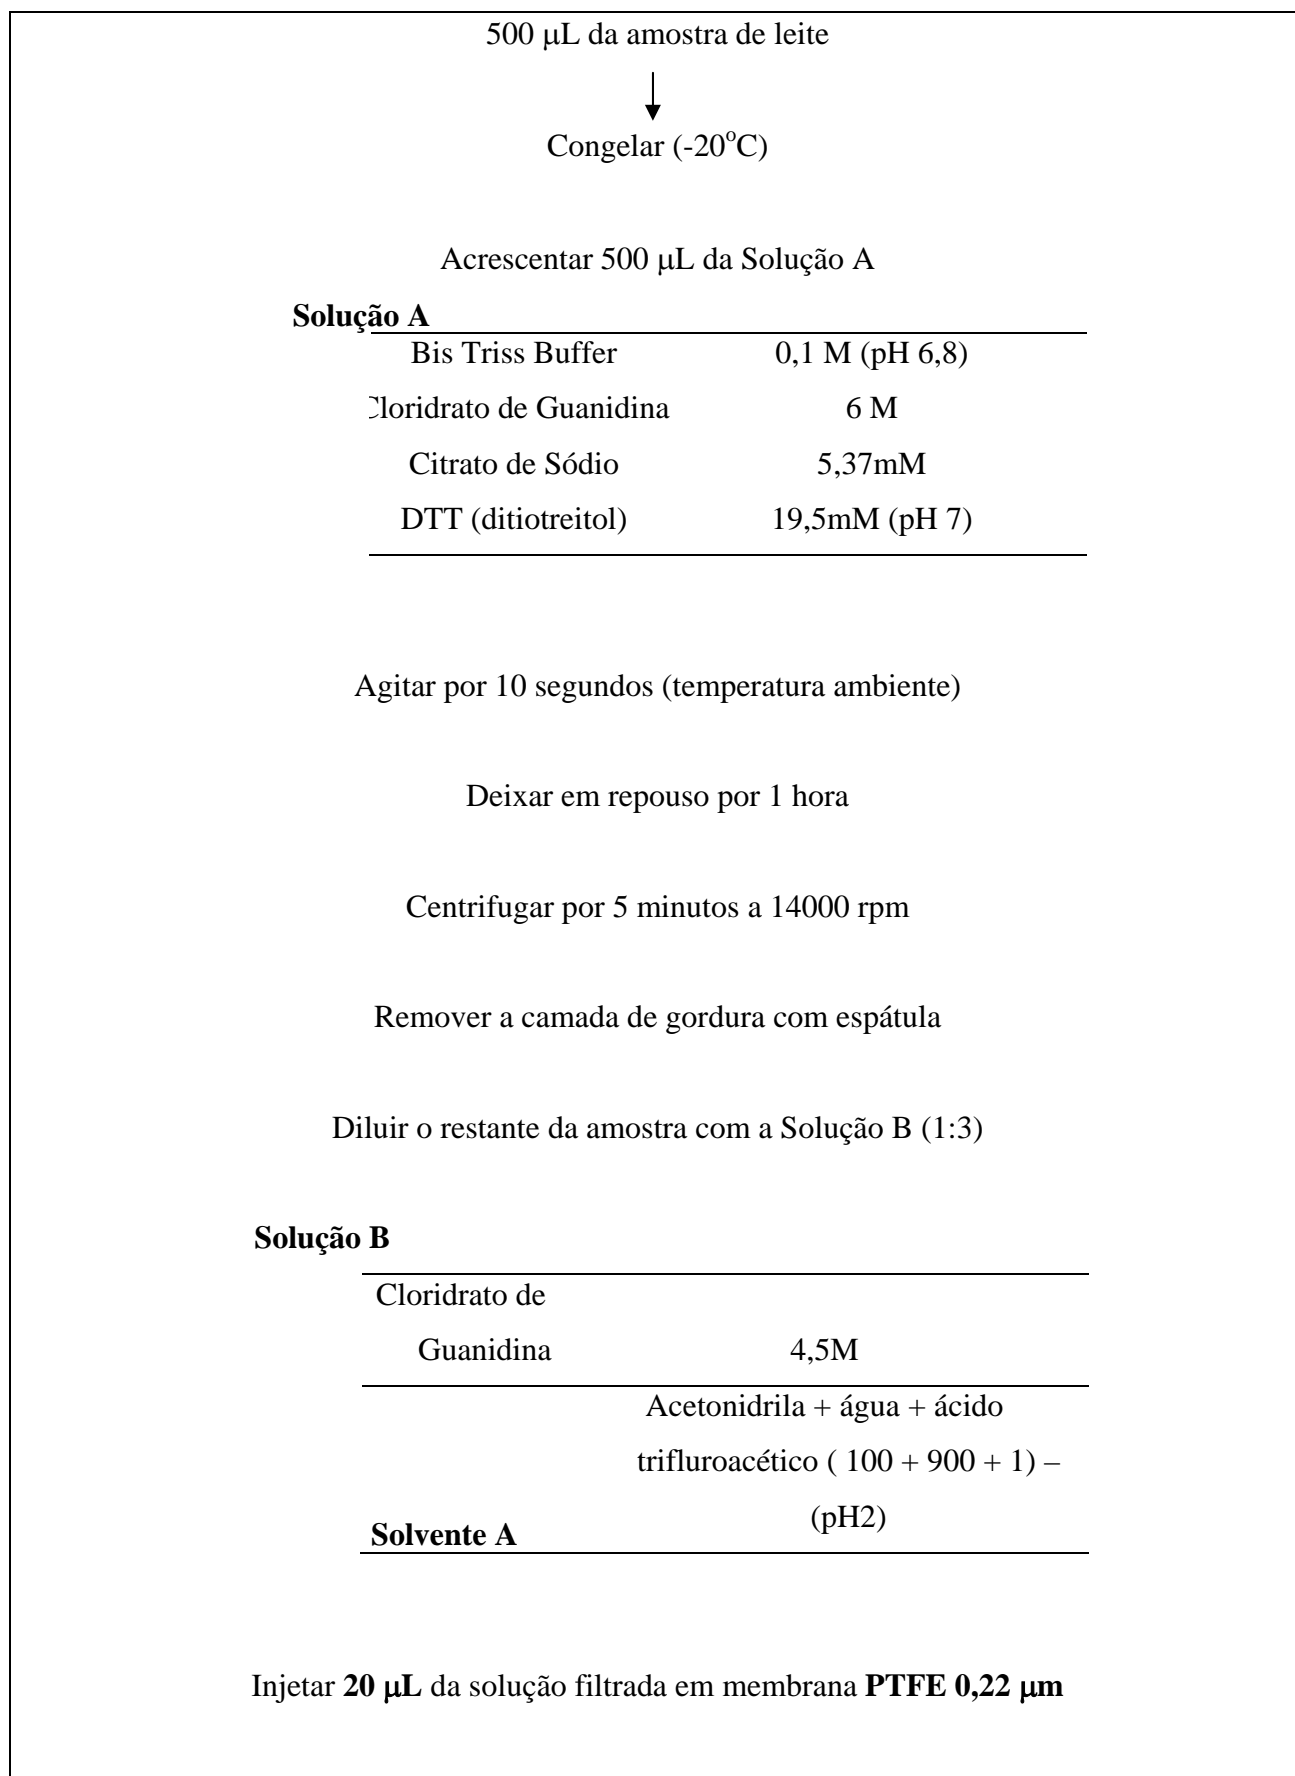 500 μL da amostra de leite
Congelar (-20°C)
Acrescentar 500 μL da Solução A
Solução A
Bis Triss Buffer 0,1 M (pH 6,8)
Cloridrato de Guanidina 6 M
Citrato de Sódio 5,37mM
DTT (ditiotreitol) 19,5mM (pH 7)
Agitar por 10 segundos (temperatura ambiente)
Deixar em repouso por 1 hora
Centrifugar por 5 minutos a 14000 rpm
Remover a camada de gordura com espátula
Diluir o restante da amostra com a Solução B (1:3)
Solução B
Cloridrato de
Guanidina 4,5M
Acetonidrila + água + ácido
trifluroacético ( 100 + 900 + 1) –
(pH2)
Solvente A
Injetar 20 μL da solução filtrada em membrana PTFE 0,22 μm